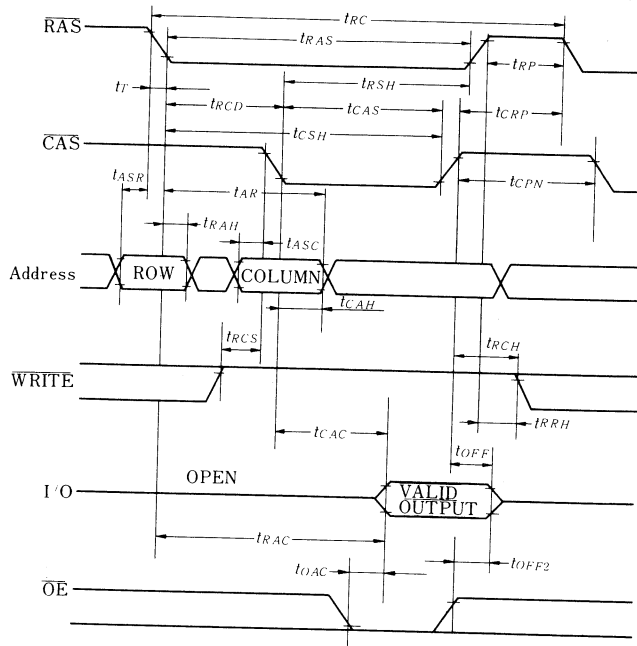 tRC
RAS
tRAS
tRP
tRSH
tT
tRCD
tCAS
tCRP
tCSH
CAS
tASR
tAR
tCPN
tRAH
tASC
Address
ROW
COLUMN
tCAH
tRCS
tRCH
WRITE
tRRH
tCAC
tOFF
OPEN
I/O
VALID
OUTPUT
tRAC
tOAC
tOFF2
OE